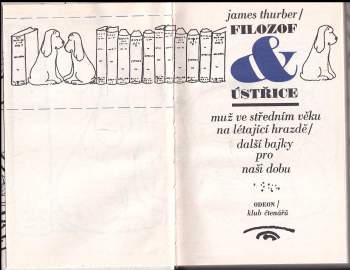 james thurber/
FILOZOF
&
ÚSTŘICE
muž ve středním věku
na létající hrazdě/
další bajky
pro
naši dobu
ODEON/
klub čtenářů